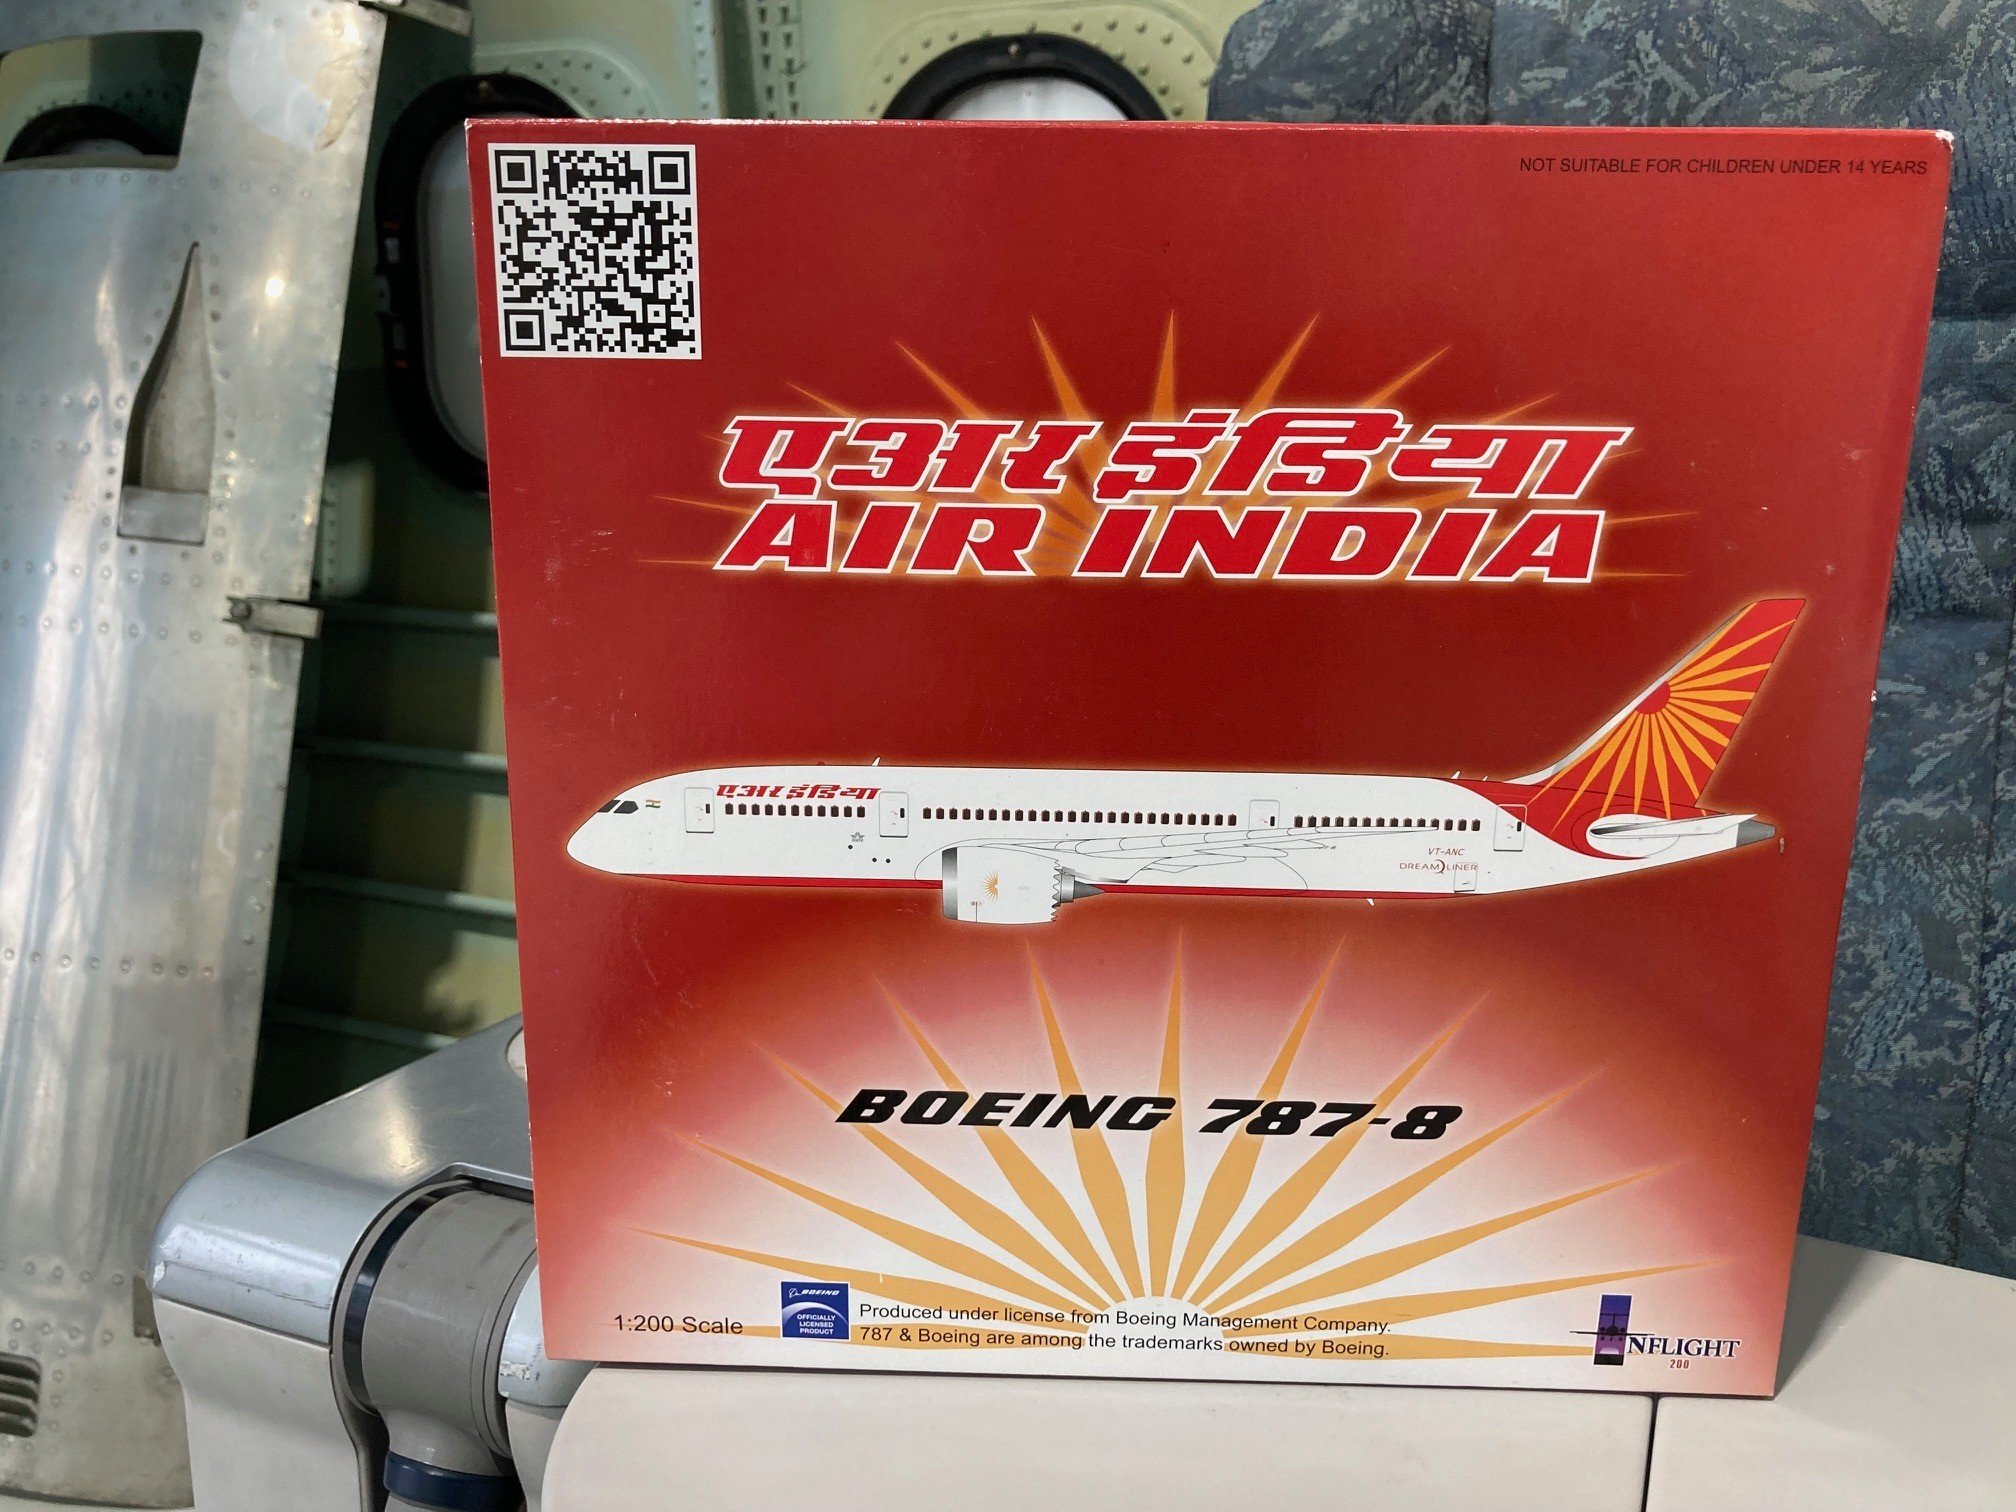 NOT SUITABLE FOR CHILDREN UNDER 14 YEARS
एअर इंडिया
AIR INDIA
एअर इंडिया
VT-ANC
DREAMLINER
BOEING 787-8
1:200 Scale
BOEING
OFFICIALLY
LICENSED
PRODUCT
Produced under license from Boeing Management Company.
787 & Boeing are among the trademarks owned by Boeing.
INFLIGHT
200